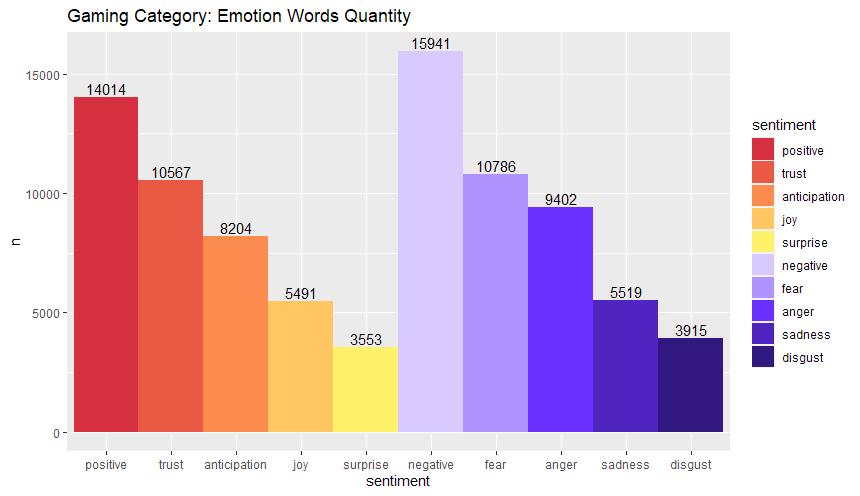 Gaming Category: Emotion Words Quantity
n
15000
10000
5000
0
14014
10567
8204
5491
3553
15941
10786
9402
5519
3915
positive trust anticipation joy surprise negative fear anger sadness disgust
sentiment
sentiment
positive
trust
anticipation
joy
surprise
negative
fear
anger
sadness
disgust